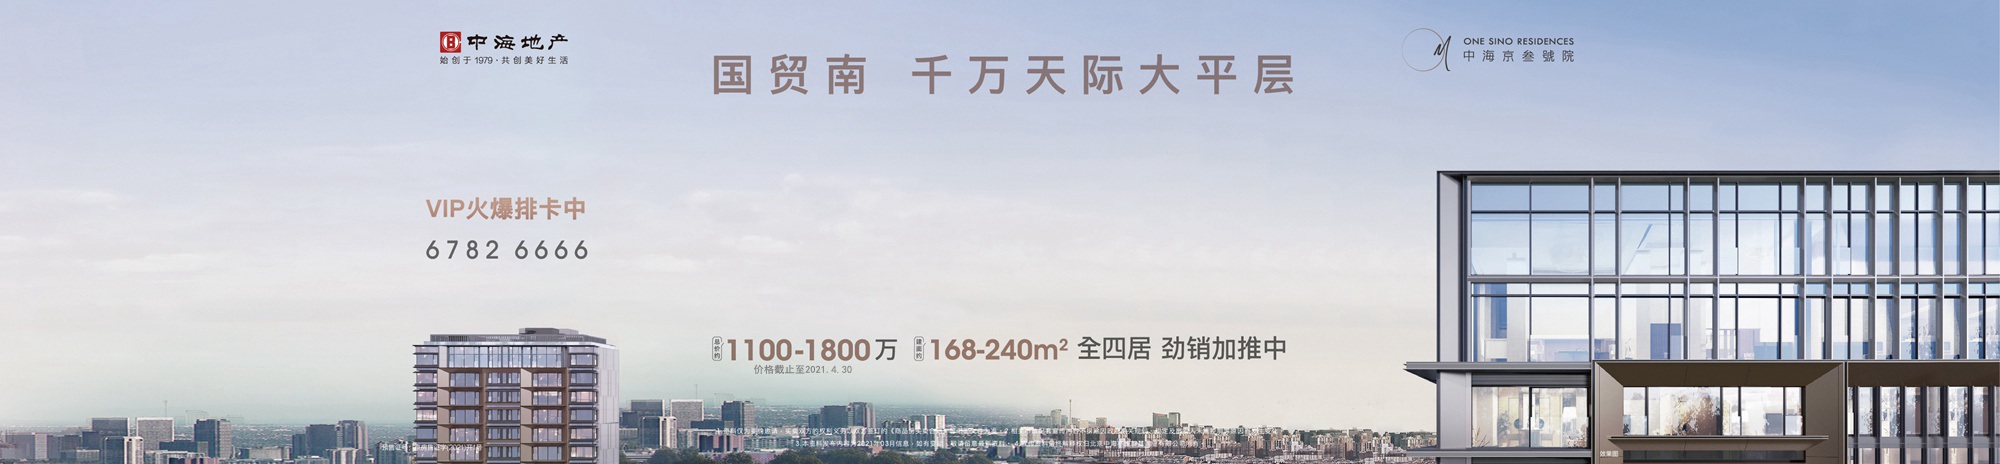 中海地产
始创于1979·共创美好生活
国贸南 千万天际大平层
ONE SINO RESIDENCES
中海京叁號院
VIP火爆排卡中
6782 6666
总价约 1100-1800万 建面约 168-240m² 全四居 劲销加推中
价格截止至2021.4.30
效果图